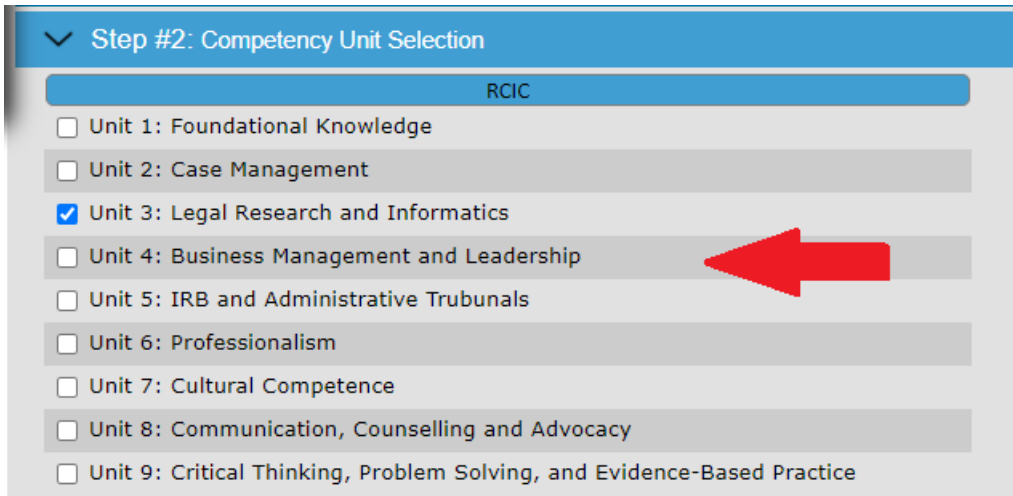 Step #2: Competency Unit Selection
RCIC
Unit 1: Foundational Knowledge
Unit 2: Case Management
Unit 3: Legal Research and Informatics
Unit 4: Business Management and Leadership
Unit 5: IRB and Administrative Trubunals
Unit 6: Professionalism
Unit 7: Cultural Competence
Unit 8: Communication, Counselling and Advocacy
Unit 9: Critical Thinking, Problem Solving, and Evidence-Based Practice